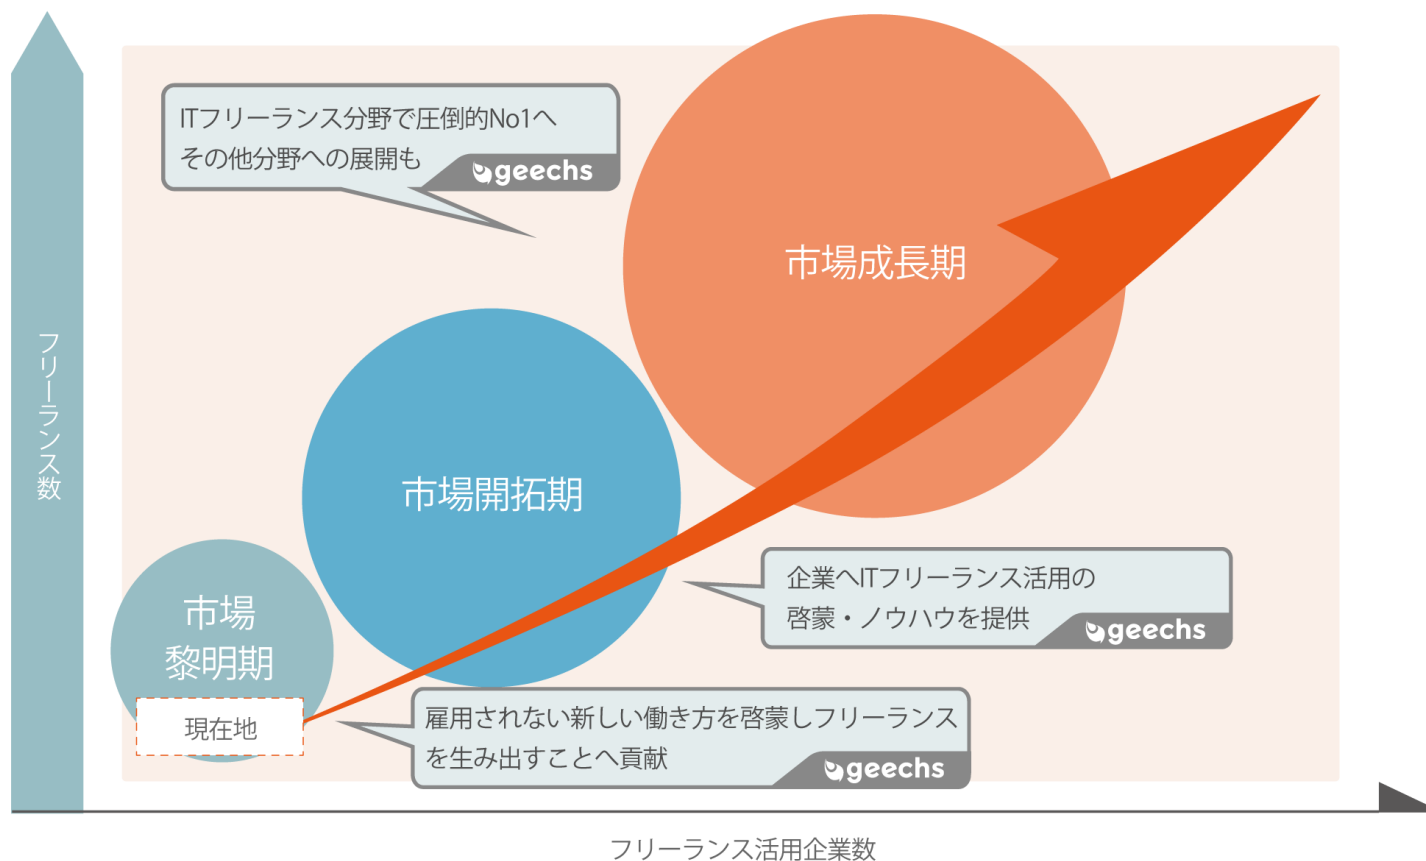 ITフリーランス分野で圧倒的No1へ
その他分野への展開も
geechs
市場成長期
フリーランス数
市場開拓期
企業へITフリーランス活用の
啓蒙・ノウハウを提供
geechs
市場
黎明期
現在地
雇用されない新しい働き方を啓蒙しフリーランス
を生み出すことへ貢献
geechs
フリーランス活用企業数